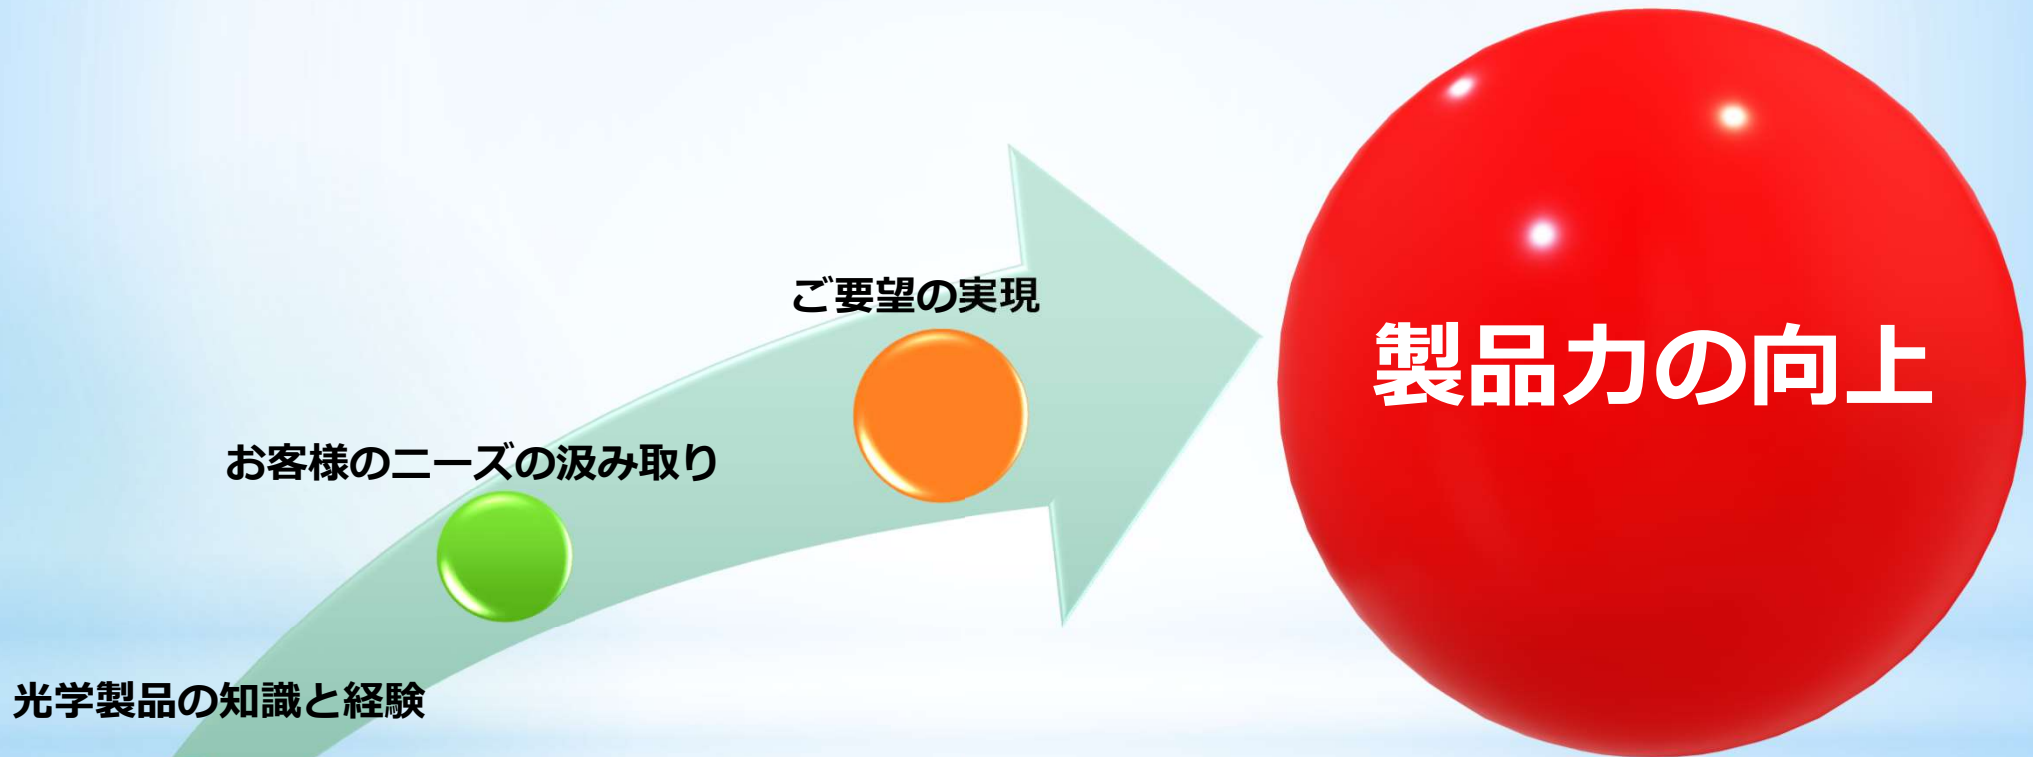 ご要望の実現
製品力の向上
お客様のニーズの汲み取り
光学製品の知識と経験